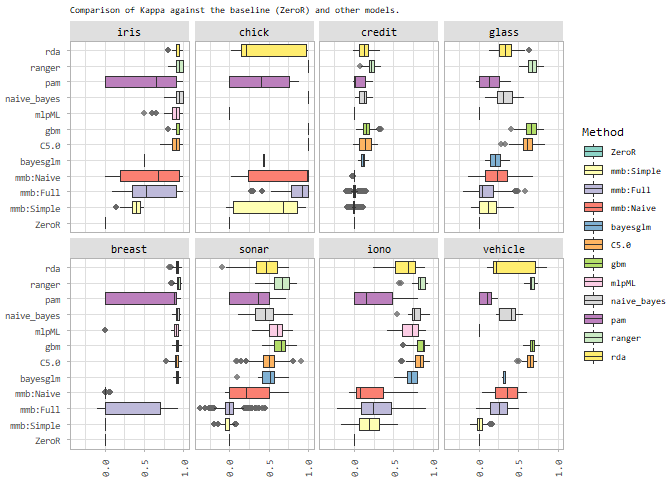 Comparison of Kappa against the baseline (ZeroR) and other models.
iris chick credit glass
rda
ranger
pam
naive_bayes
mlpML
gbm
C5.0
bayesglm
mmb:Naive
mmb:Full
mmb:Simple
ZeroR
breast sonar iono vehicle
rda
ranger
pam
naive_bayes
mlpML
gbm
C5.0
bayesglm
mmb:Naive
mmb:Full
mmb:Simple
ZeroR
0.0 0.5 1.0 0.0 0.5 1.0 0.0 0.5 1.0 0.0 0.5 1.0
Method
ZeroR
mmb:Simple
mmb:Full
mmb:Naive
bayesglm
C5.0
gbm
mlpML
naive_bayes
pam
ranger
rda